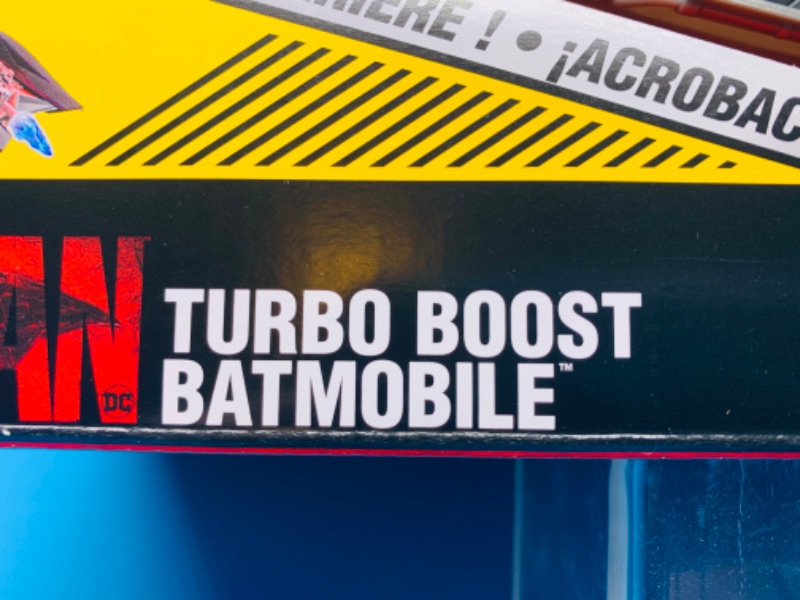 ! • ¡ACROBAC
AN
DC
TURBO BOOST
BATMOBILE™